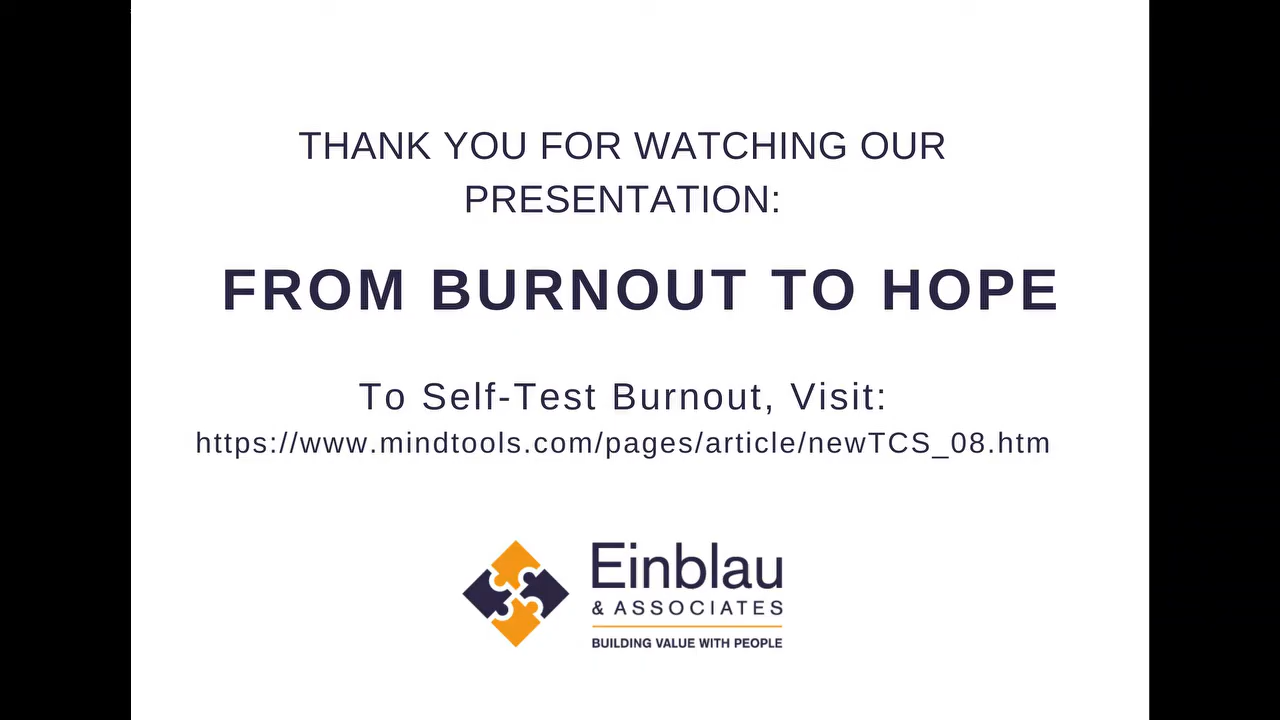 THANK YOU FOR WATCHING OUR
PRESENTATION:
FROM BURNOUT TO HOPE
To Self-Test Burnout, Visit:
https://www.mindtools.com/pages/article/newTCS_08.htm
Einblau
& ASSOCIATES
BUILDING VALUE WITH PEOPLE